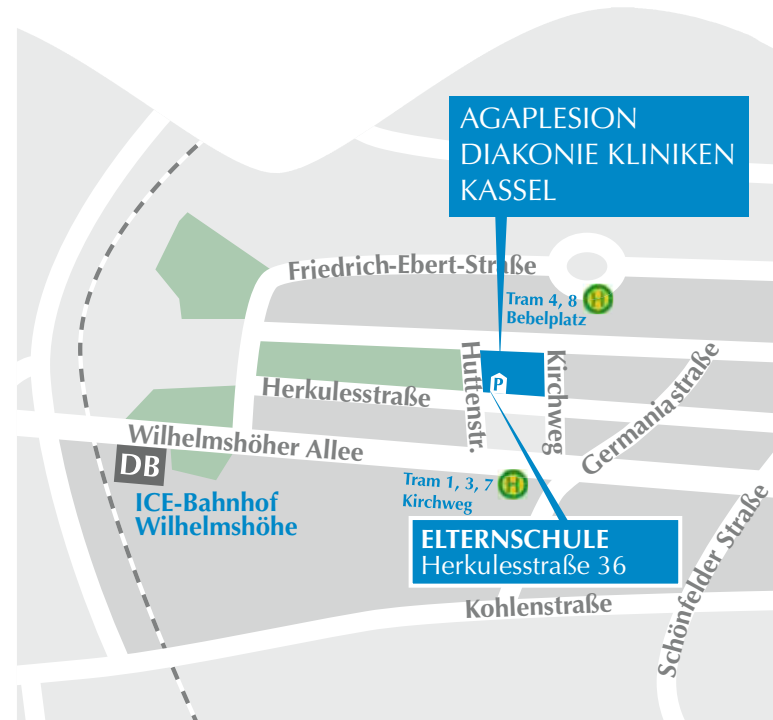 AGAPLESION
DIAKONIE KLINIKEN
KASSEL
Friedrich-Ebert-Straße
Tram 4, 8
Bebelplatz
H
Huttenstr.
Kirchweg
P
Germaniastraße
Herkulesstraße
Wilhelmshöher Allee
DB
ICE-Bahnhof
Wilhelmshöhe
Tram 1, 3, 7
Kirchweg
H
ELTERNSCHULE
Herkulesstraße 36
Kohlenstraße
Schönfelder Straße